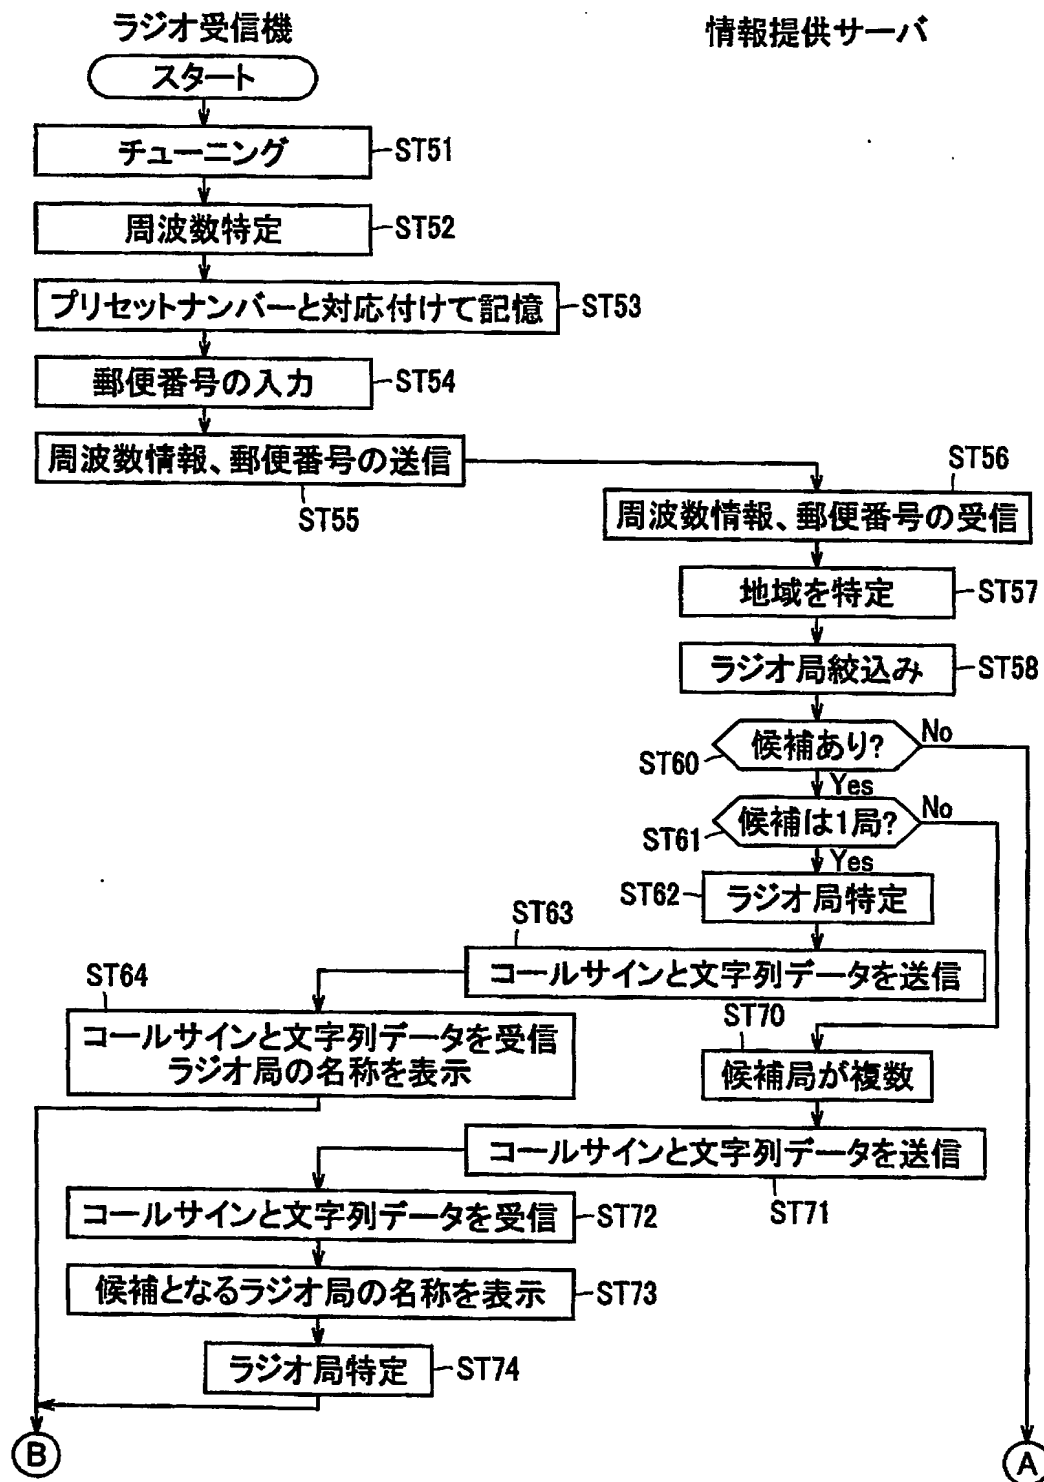 ラジオ受信機
情報提供サーバ
スタート
チューニング
ST51
周波数特定
ST52
プリセットナンバーと対応付けて記憶
ST53
郵便番号の入力
ST54
周波数情報、郵便番号の送信
ST55
ST56
周波数情報、郵便番号の受信
地域を特定
ST57
ラジオ局絞込み
ST58
候補あり?
No
ST60
Yes
候補は1局?
No
ST61
Yes
ST62
ラジオ局特定
ST63
コールサインと文字列データを送信
ST64
コールサインと文字列データを受信
ラジオ局の名称を表示
ST70
候補局が複数
コールサインと文字列データを送信
ST71
コールサインと文字列データを受信
ST72
候補となるラジオ局の名称を表示
ST73
ラジオ局特定
ST74
B
A